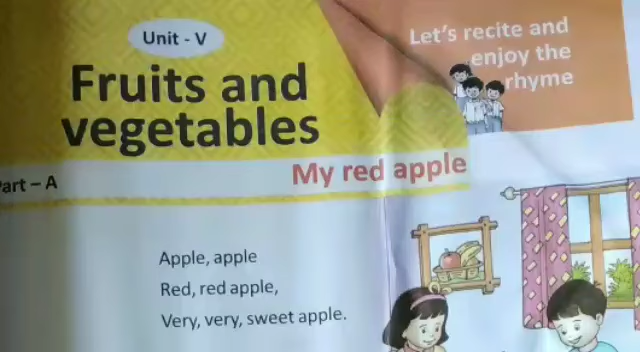 Unit - V
Fruits and
vegetables
Let's recite and
enjoy the
rhyme
Part – A
My red apple
Apple, apple
Red, red apple,
Very, very, sweet apple.